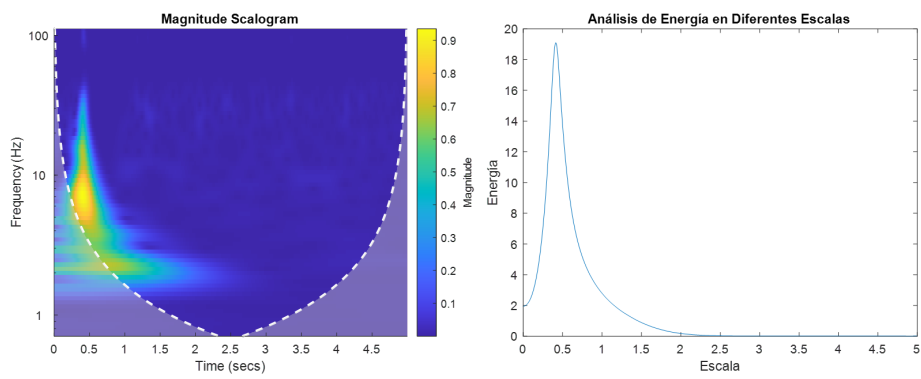 Magnitude Scalogram
100
10
1
Frequency (Hz)
0 0.5 1 1.5 2 2.5 3 3.5 4 4.5
Time (secs)
0.9
0.8
0.7
0.6
0.5
0.4
0.3
0.2
0.1
Magnitude
Análisis de Energía en Diferentes Escalas
20
18
16
14
12
10
8
6
4
2
0
Energía
0 0.5 1 1.5 2 2.5 3 3.5 4 4.5 5
Escala